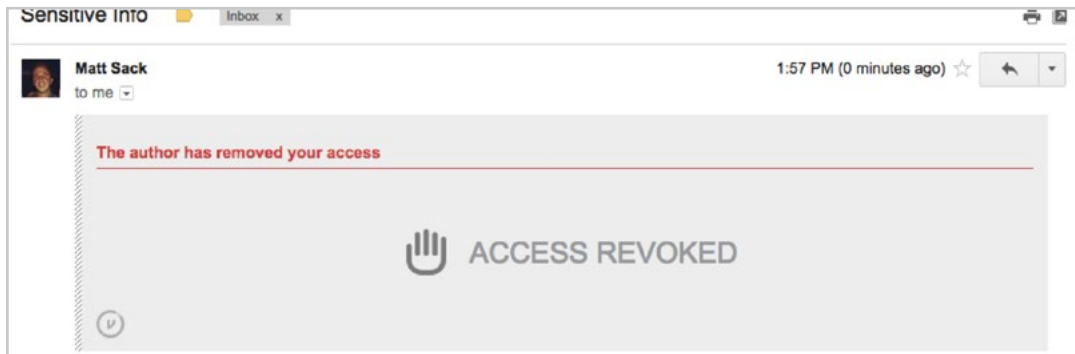 Sensitive Info Inbox x
Matt Sack 1:57 PM (0 minutes ago)
to me
The author has removed your access
ACCESS REVOKED